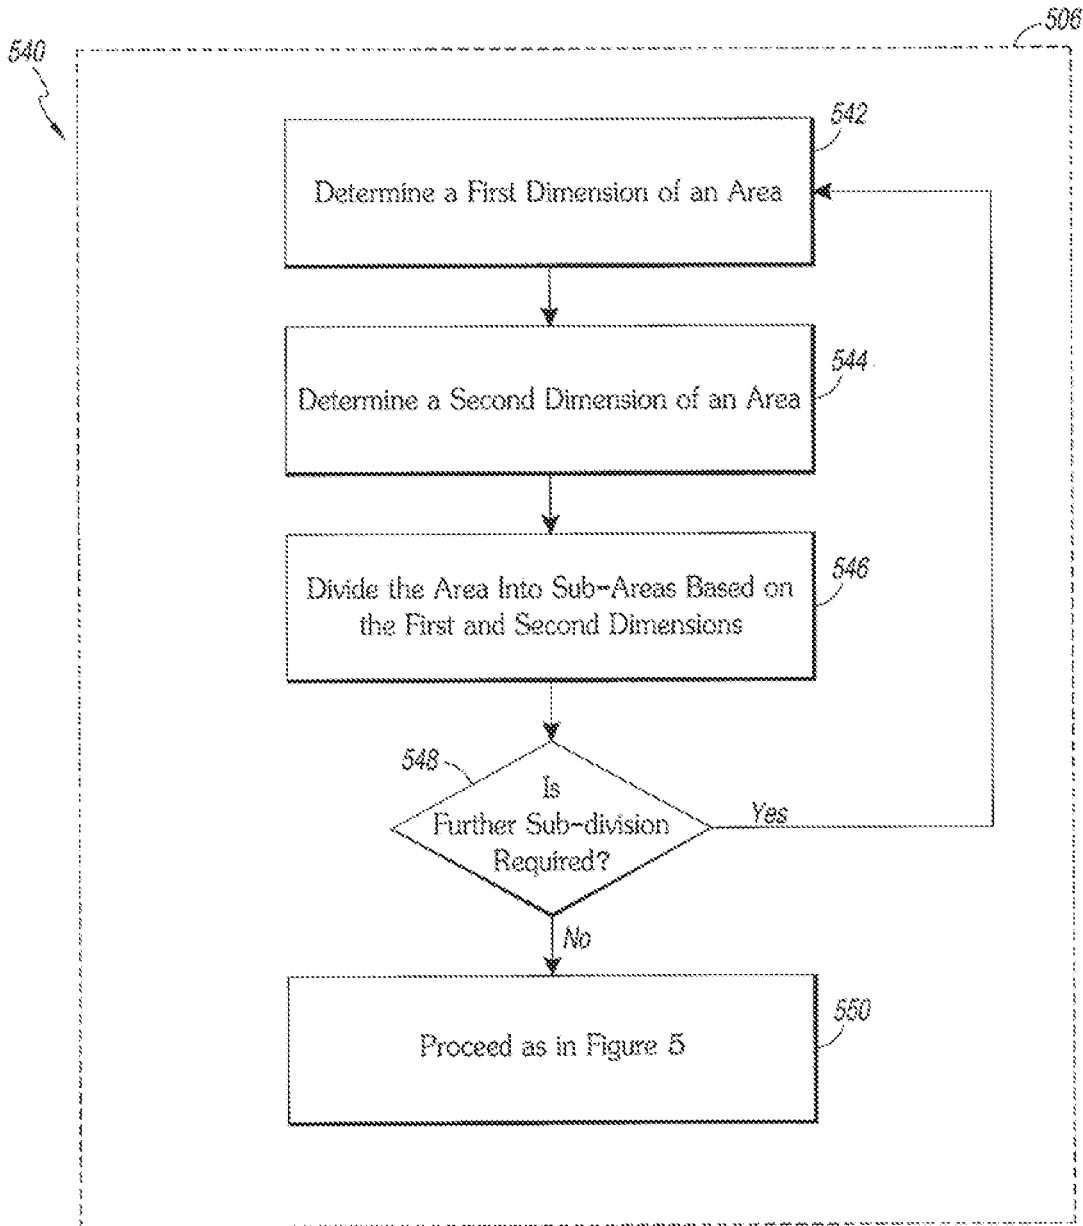 506
540
542
Determine a First Dimension of an Area
544
Determine a Second Dimension of an Area
546
Divide the Area Into Sub-Areas Based on
the First and Second Dimensions
548
Is
Further Sub-division
Required?
Yes
No
550
Proceed as in Figure 5